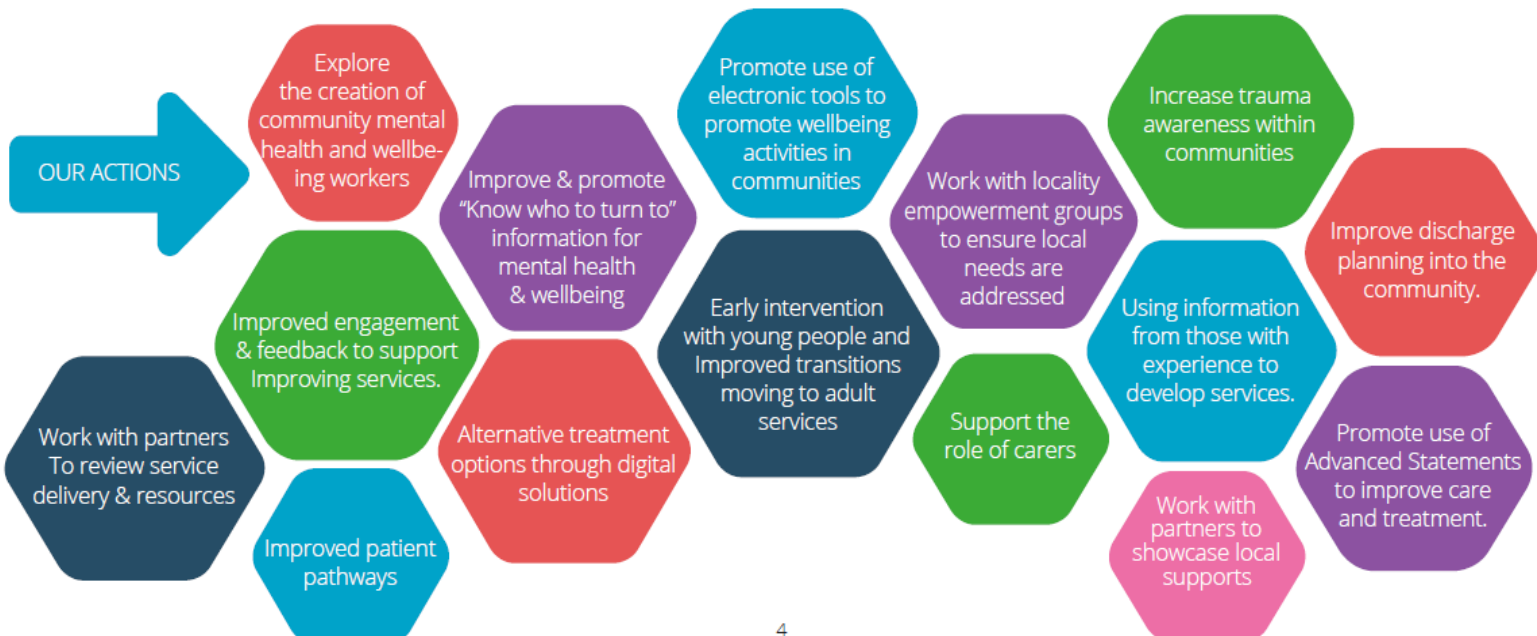 OUR ACTIONS
Explore
the creation of
community mental
health and wellbe-
ing workers
Improve & promote
“Know who to turn to”
information for
mental health
& wellbeing
Promote use of
electronic tools to
promote wellbeing
activities in
communities
Work with locality
empowerment groups
to ensure local
needs are
addressed
Increase trauma
awareness within
communities
Improve discharge
planning into the
community.
Improved engagement
& feedback to support
Improving services.
Early intervention
with young people and
Improved transitions
moving to adult
services
Using information
from those with
experience to
develop services.
Work with partners
To review service
delivery & resources
Alternative treatment
options through digital
solutions
Support the
role of carers
Promote use of
Advanced Statements
to improve care
and treatment.
Improved patient
pathways
Work with
partners to
showcase local
supports
4